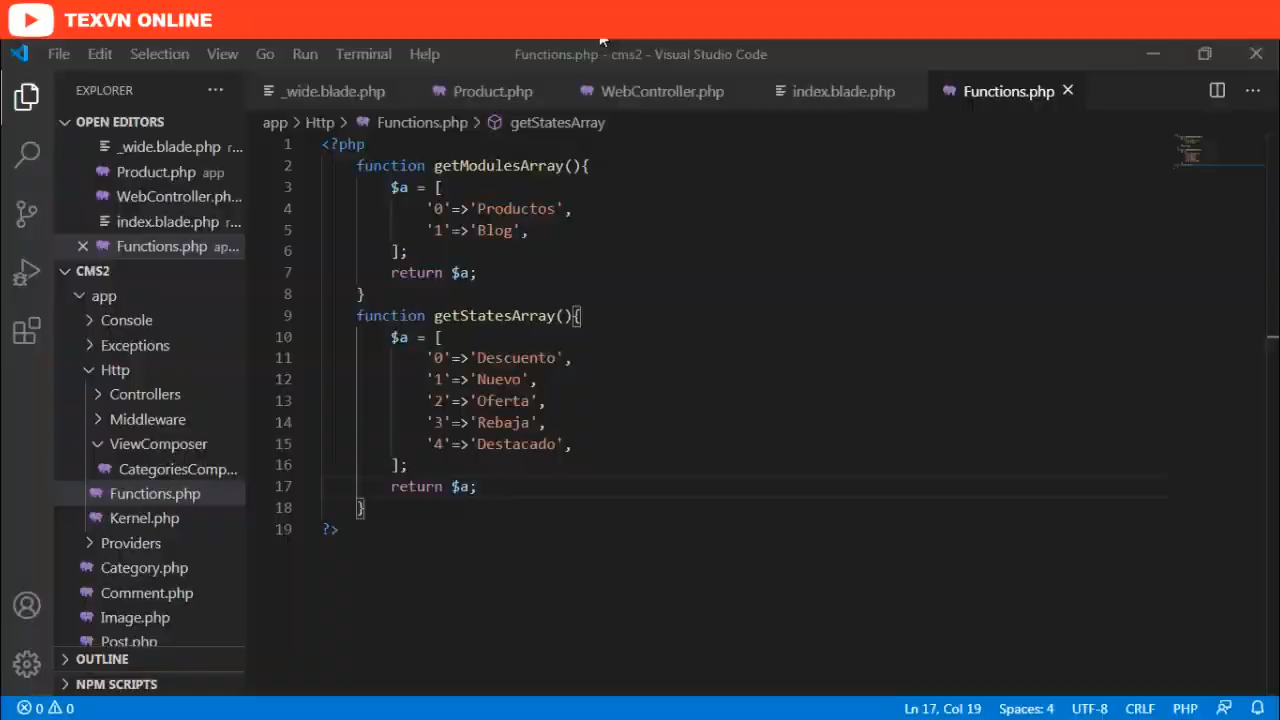 TEXVN ONLINE
File Edit Selection View Go Run Terminal Help
Functions.php - cms2 - Visual Studio Code
EXPLORER ...
_wide.blade.php Product.php WebController.php index.blade.php Functions.php
OPEN EDITORS
_wide.blade.php r...
Product.php app
WebController.ph...
index.blade.php r...
Functions.php ap...
CMS2
app
Console
Exceptions
Http
Controllers
Middleware
ViewComposer
CategoriesComp...
Functions.php
Kernel.php
Providers
Category.php
Comment.php
Image.php
Post.php
OUTLINE
NPM SCRIPTS
app > Http > Functions.php > getStatesArray
1 <?php
2 function getModulesArray(){
3 $a = [
4 '0'=>'Productos',
5 '1'=>'Blog',
6 ];
7 return $a;
8 }
9 function getStatesArray(){
10 $a = [
11 '0'=>'Descuento',
12 '1'=>'Nuevo',
13 '2'=>'Oferta',
14 '3'=>'Rebaja',
15 '4'=>'Destacado',
16 ];
17 return $a;
18 }
19 ?>
0 0
Ln 17, Col 19 Spaces: 4 UTF-8 CRLF PHP